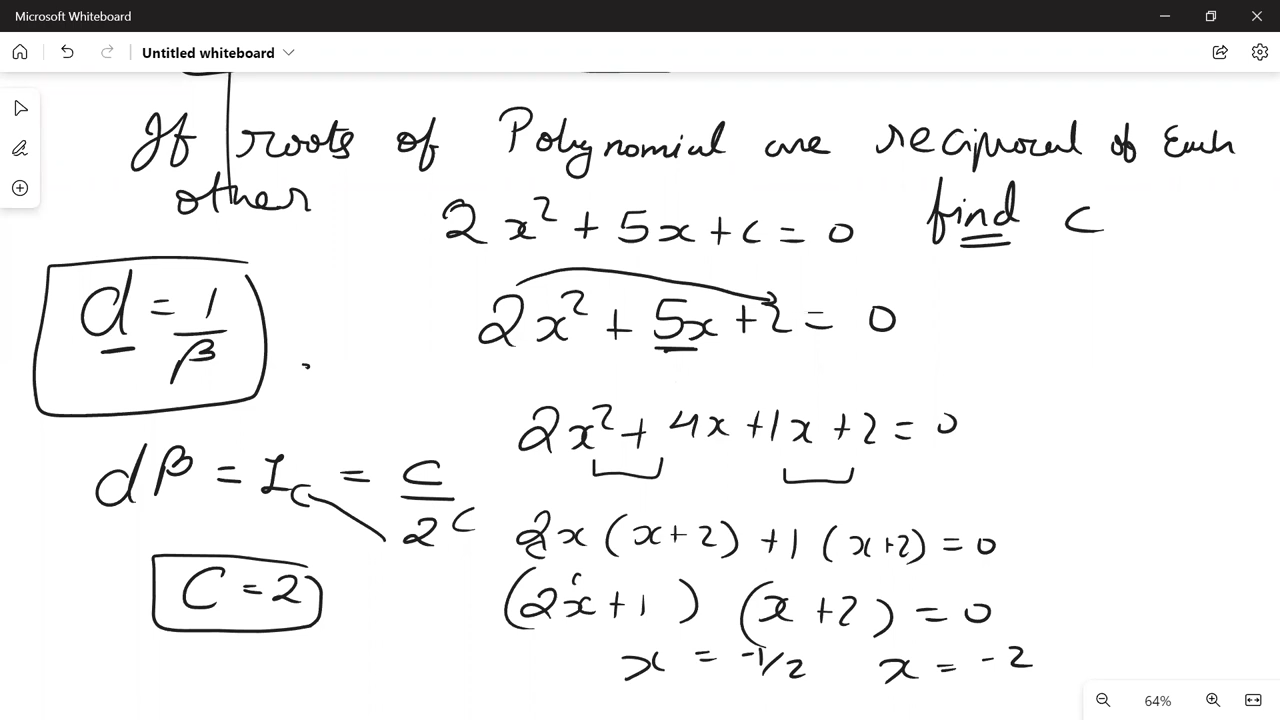 Microsoft Whiteboard
Untitled whiteboard
If roots of Polynomial are reciprocal of Each
other
2x² + 5x + c = 0 find c
α = 1/β
2x² + 5x + 2 = 0
2x² + 4x + 1x + 2 = 0
αβ = 1 = c/2
2x (x+2) + 1 (x+2) = 0
C = 2
(2x+1) (x+2) = 0
x = -1/2 x = -2
64%